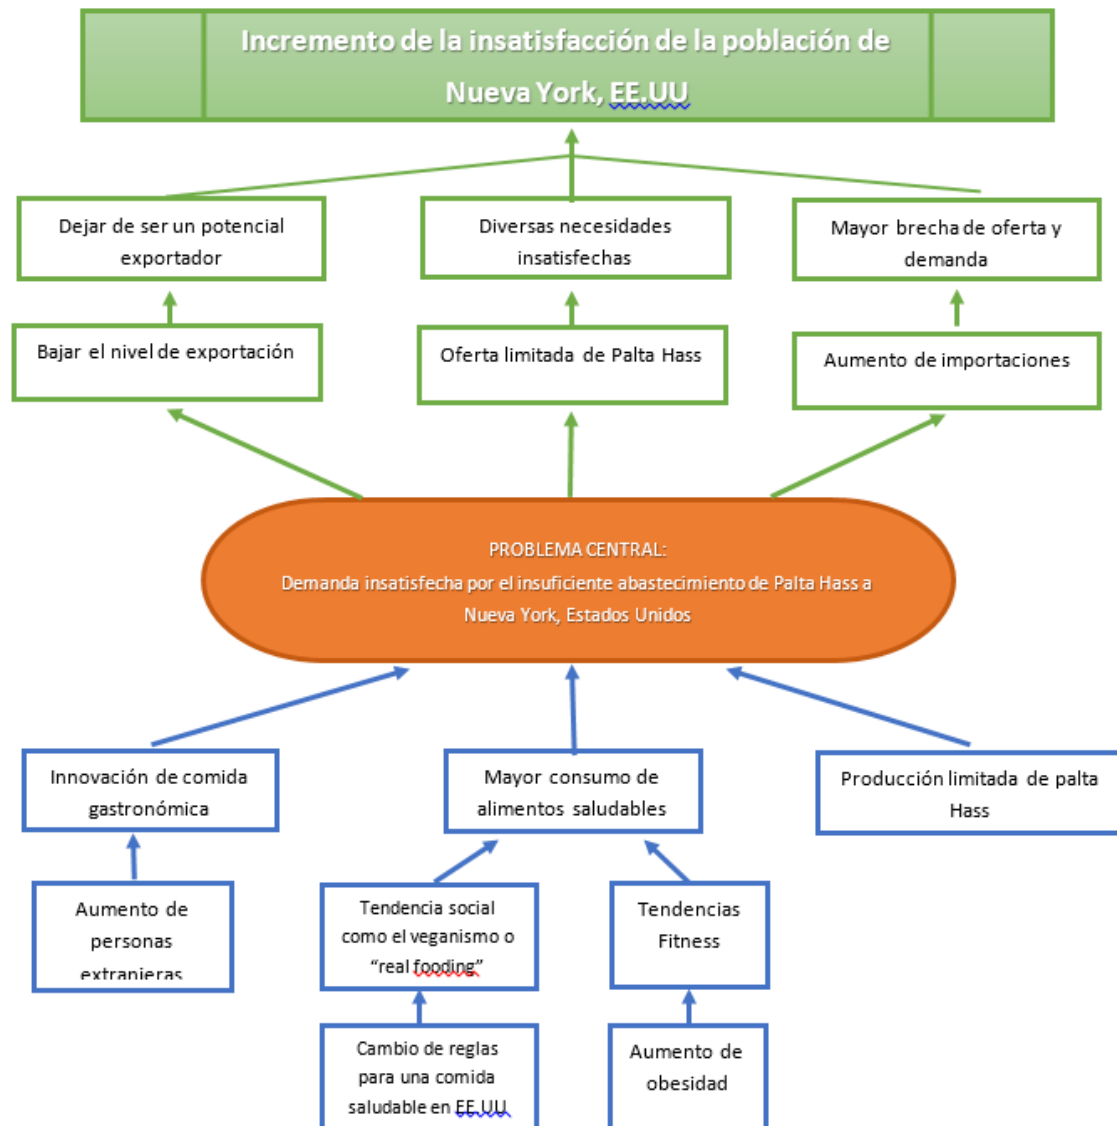 Incremento de la insatisfacción de la población de
Nueva York, EE.UU
Dejar de ser un potencial
exportador
Diversas necesidades
insatisfechas
Mayor brecha de oferta y
demanda
Bajar el nivel de exportación
Oferta limitada de Palta Hass
Aumento de importaciones
PROBLEMA CENTRAL:
Demanda insatisfecha por el insuficiente abastecimiento de Palta Hass a
Nueva York, Estados Unidos
Innovación de comida
gastronómica
Mayor consumo de
alimentos saludables
Producción limitada de palta
Hass
Aumento de
personas
extranjeras
Tendencia social
como el veganismo o
“real fooding”
Tendencias
Fitness
Cambio de reglas
para una comida
saludable en EE.UU
Aumento de
obesidad